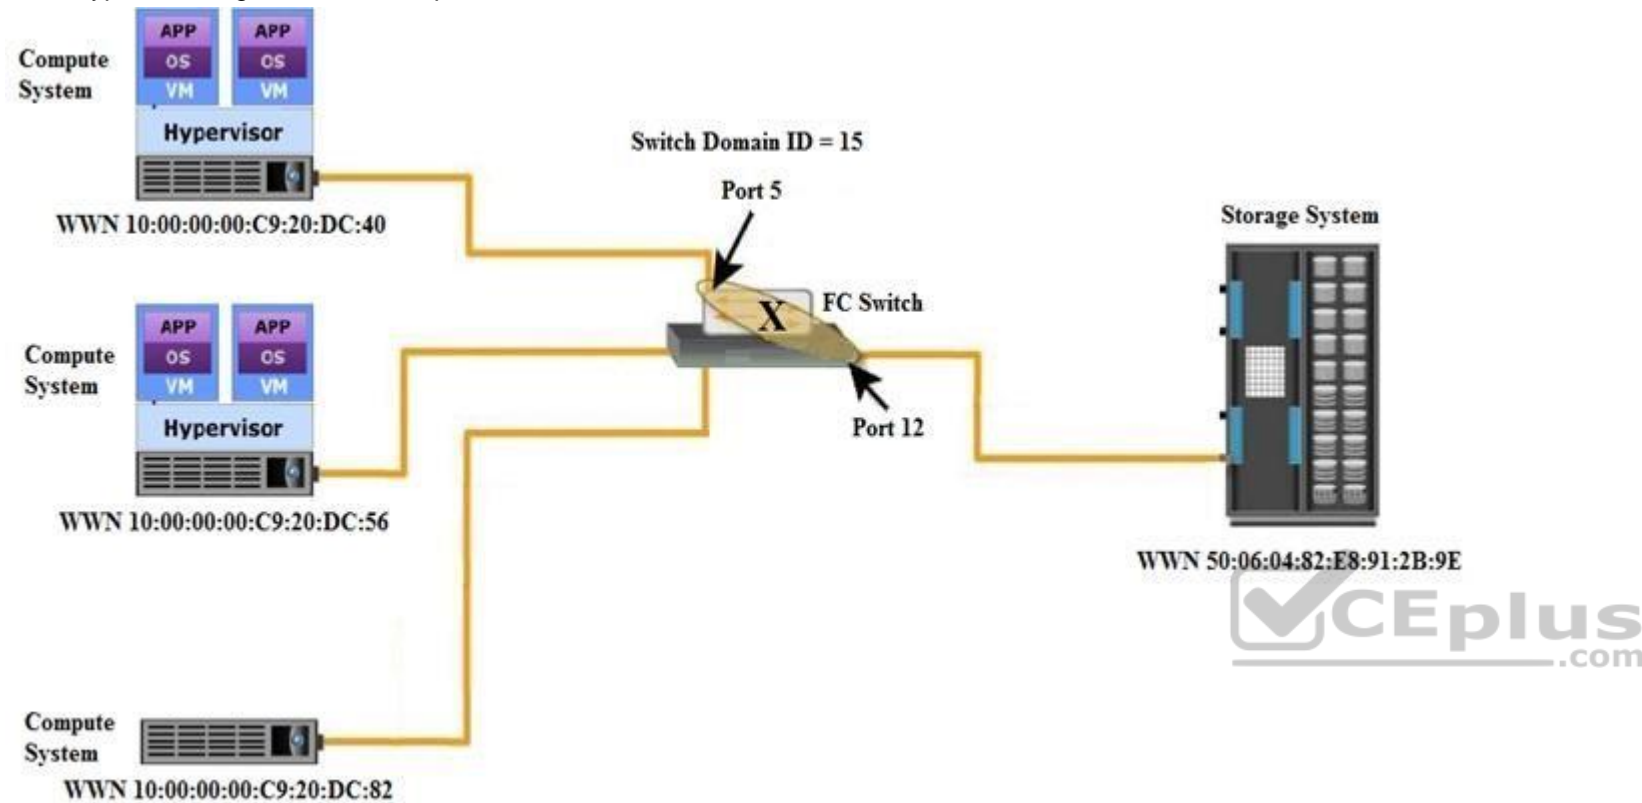 APP APP
OS OS
VM VM
Compute
System
Hypervisor
WWN 10:00:00:00:C9:20:DC:40
Switch Domain ID = 15
Port 5
X
FC Switch
Port 12
Storage System
WWN 50:06:04:82:E8:91:2B:9E
APP APP
OS OS
VM VM
Compute
System
Hypervisor
WWN 10:00:00:00:C9:20:DC:56
Compute
System
WWN 10:00:00:00:C9:20:DC:82
CEplus
.com